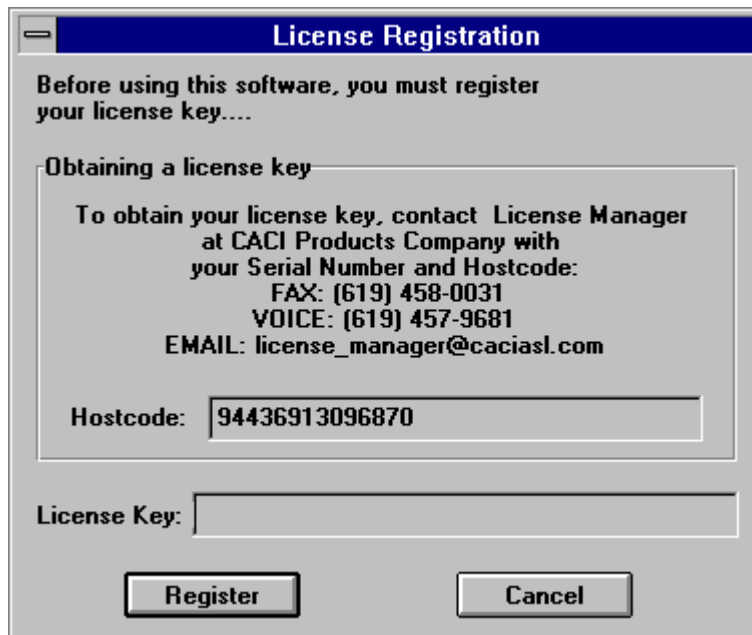 License Registration
Before using this software, you must register
your license key....
Obtaining a license key
To obtain your license key, contact  License Manager
at CACI Products Company with
your Serial Number and Hostcode:
FAX: (619) 458-0031
VOICE: (619) 457-9681
EMAIL: license_manager@caciasl.com
Hostcode: 94436913096870
License Key:
Register Cancel